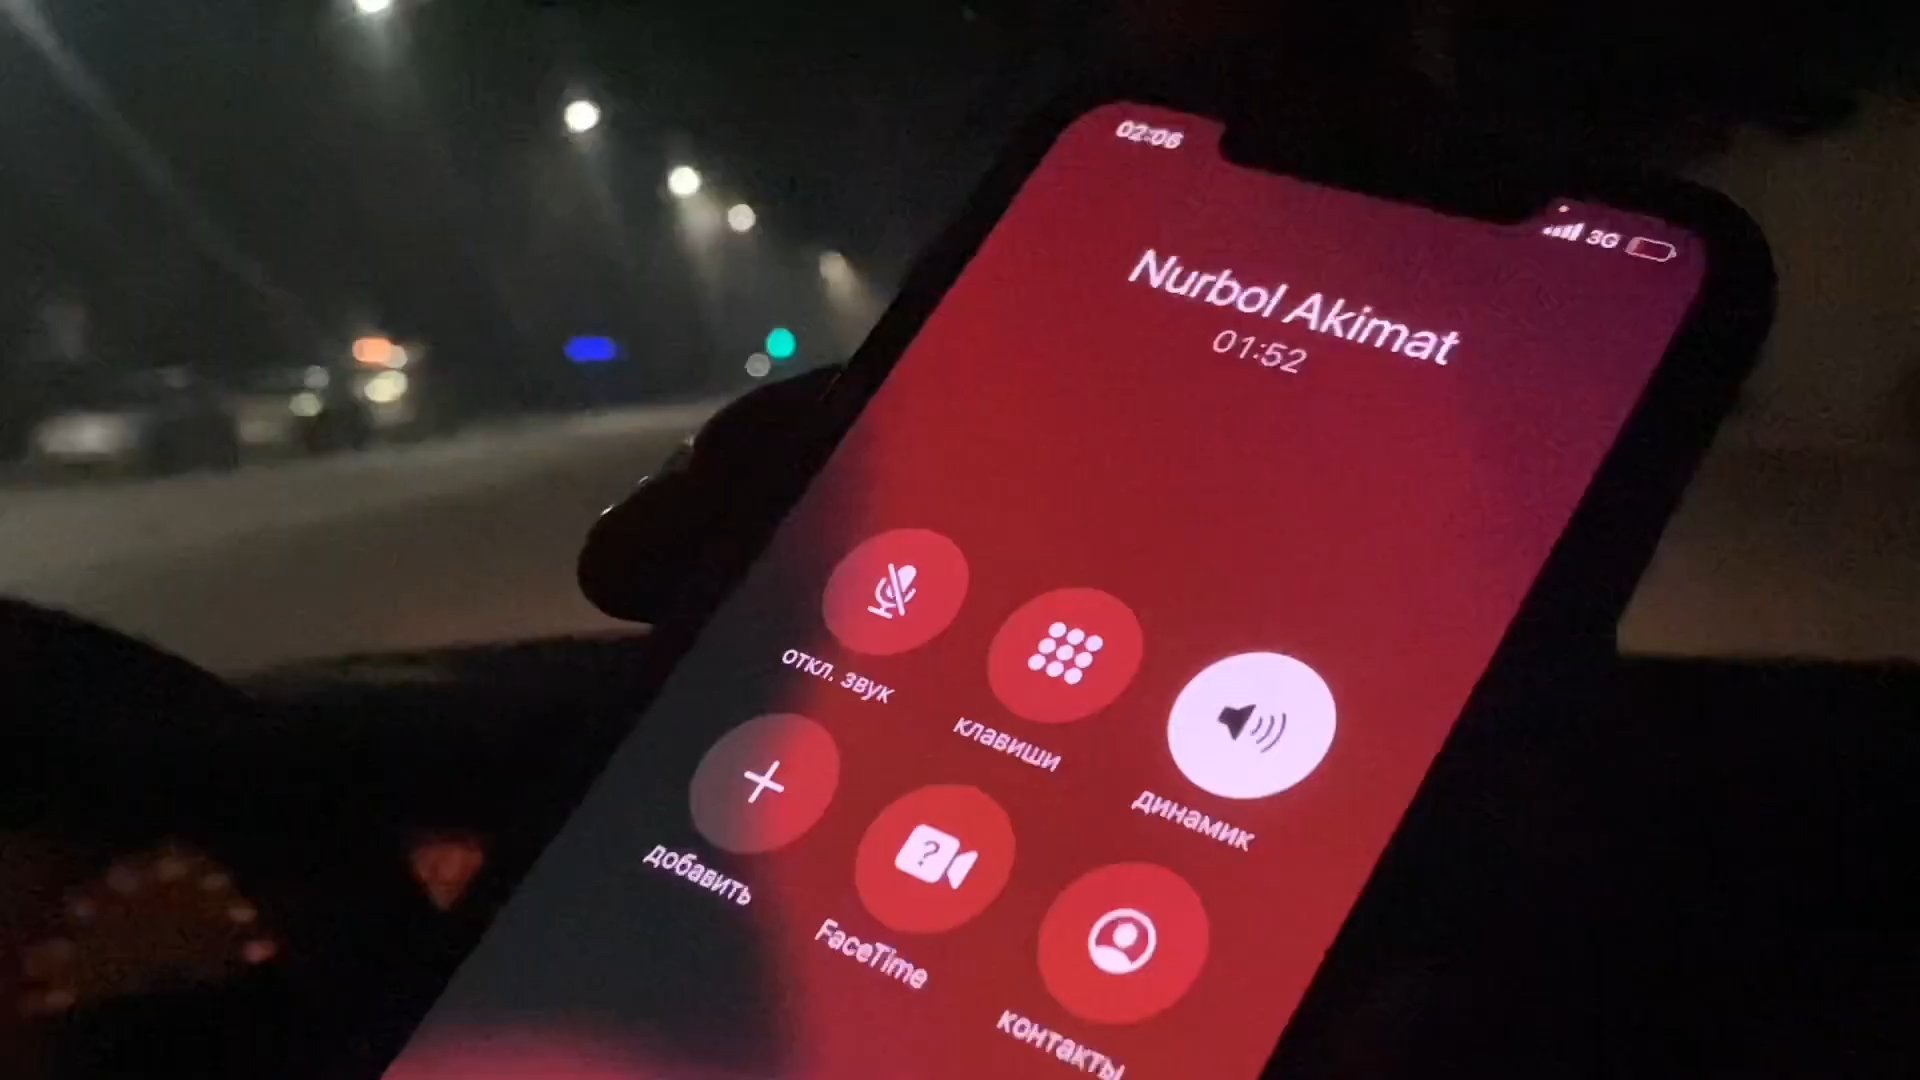 02:06
3G
Nurbol Akimat
01:52
откл. звук
клавиши
динамик
добавить
FaceTime
контакты